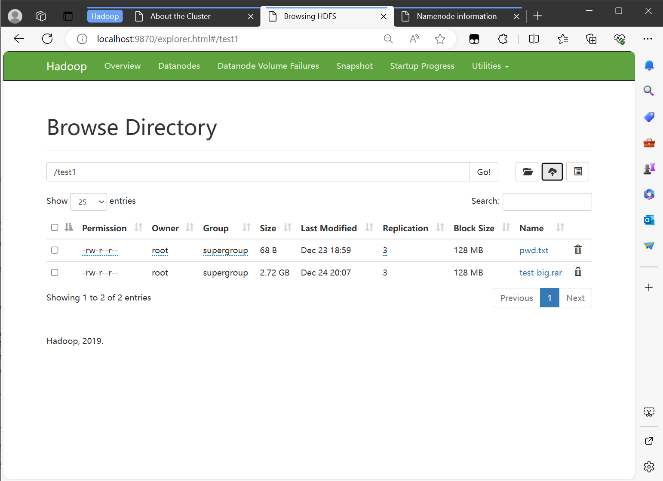 Hadoop About the Cluster Browsing HDFS Namenode information
localhost:9870/explorer.html#/test1
Hadoop Overview Datanodes Datanode Volume Failures Snapshot Startup Progress Utilities
Browse Directory
/test1 Go!
Show 25 entries Search:
Permission Owner Group Size Last Modified Replication Block Size Name
-rw-r--r-- root supergroup 68 B Dec 23 18:59 3 128 MB pwd.txt
-rw-r--r-- root supergroup 2.72 GB Dec 24 20:07 3 128 MB test-big.rar
Showing 1 to 2 of 2 entries Previous 1 Next
Hadoop, 2019.